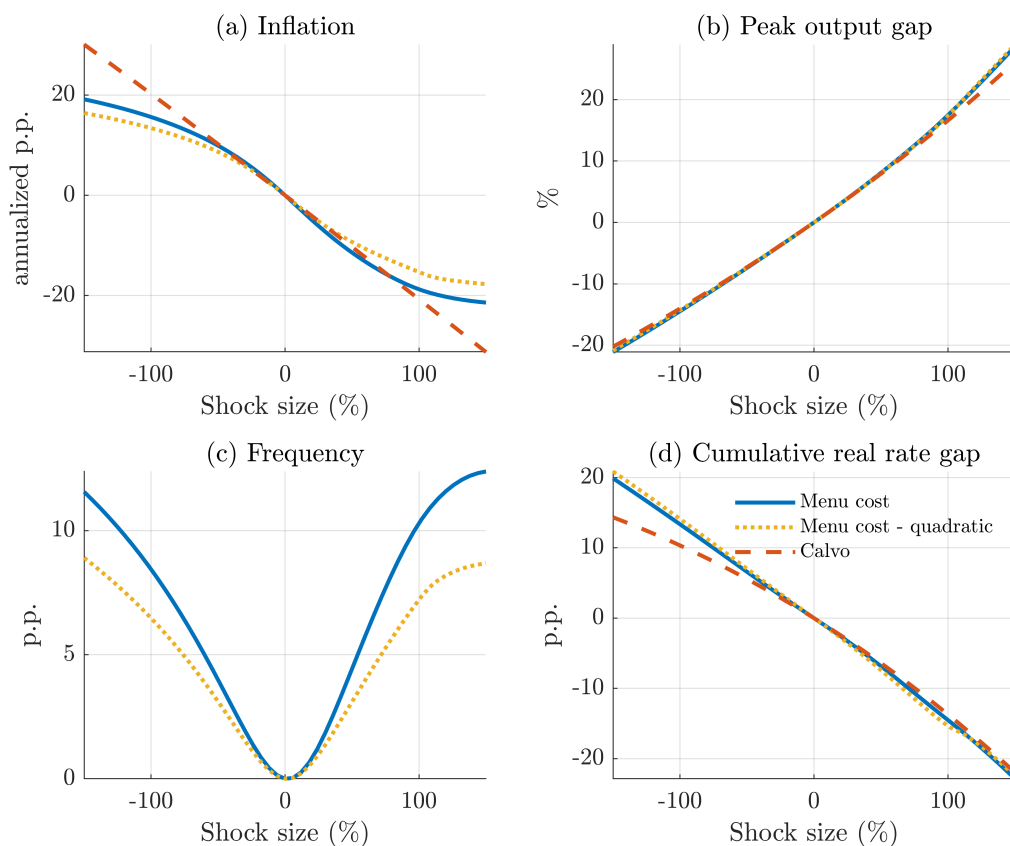 (a) Inflation
annualized p.p.
20
0
-20
-100
0
100
Shock size (%)
(b) Peak output gap
%
20
10
0
-10
-20
-100
0
100
Shock size (%)
(c) Frequency
p.p.
10
5
0
-100
0
100
Shock size (%)
(d) Cumulative real rate gap
p.p.
20
10
0
-10
-20
Menu cost
Menu cost - quadratic
Calvo
-100
0
100
Shock size (%)